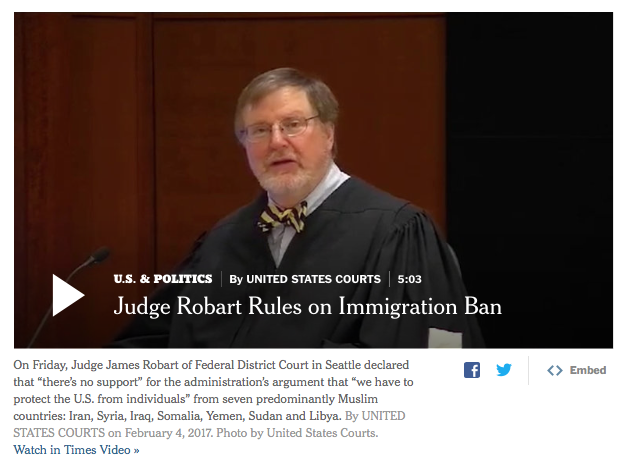 U.S. & POLITICS | By UNITED STATES COURTS | 5:03
Judge Robart Rules on Immigration Ban
On Friday, Judge James Robart of Federal District Court in Seattle declared
that “there’s no support” for the administration’s argument that “we have to
protect the U.S. from individuals” from seven predominantly Muslim
countries: Iran, Syria, Iraq, Somalia, Yemen, Sudan and Libya. By UNITED
STATES COURTS on February 4, 2017. Photo by United States Courts.
Watch in Times Video »
f
<> Embed